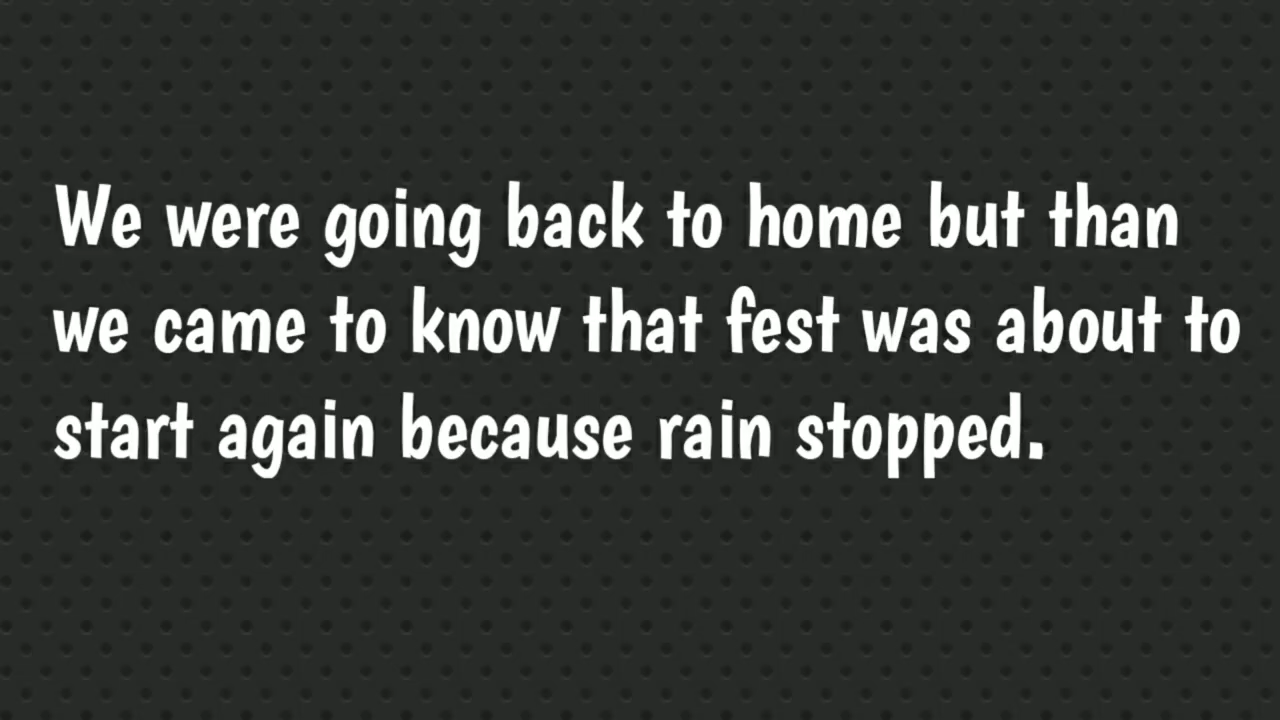 We were going back to home but than
we came to know that fest was about to
start again because rain stopped.